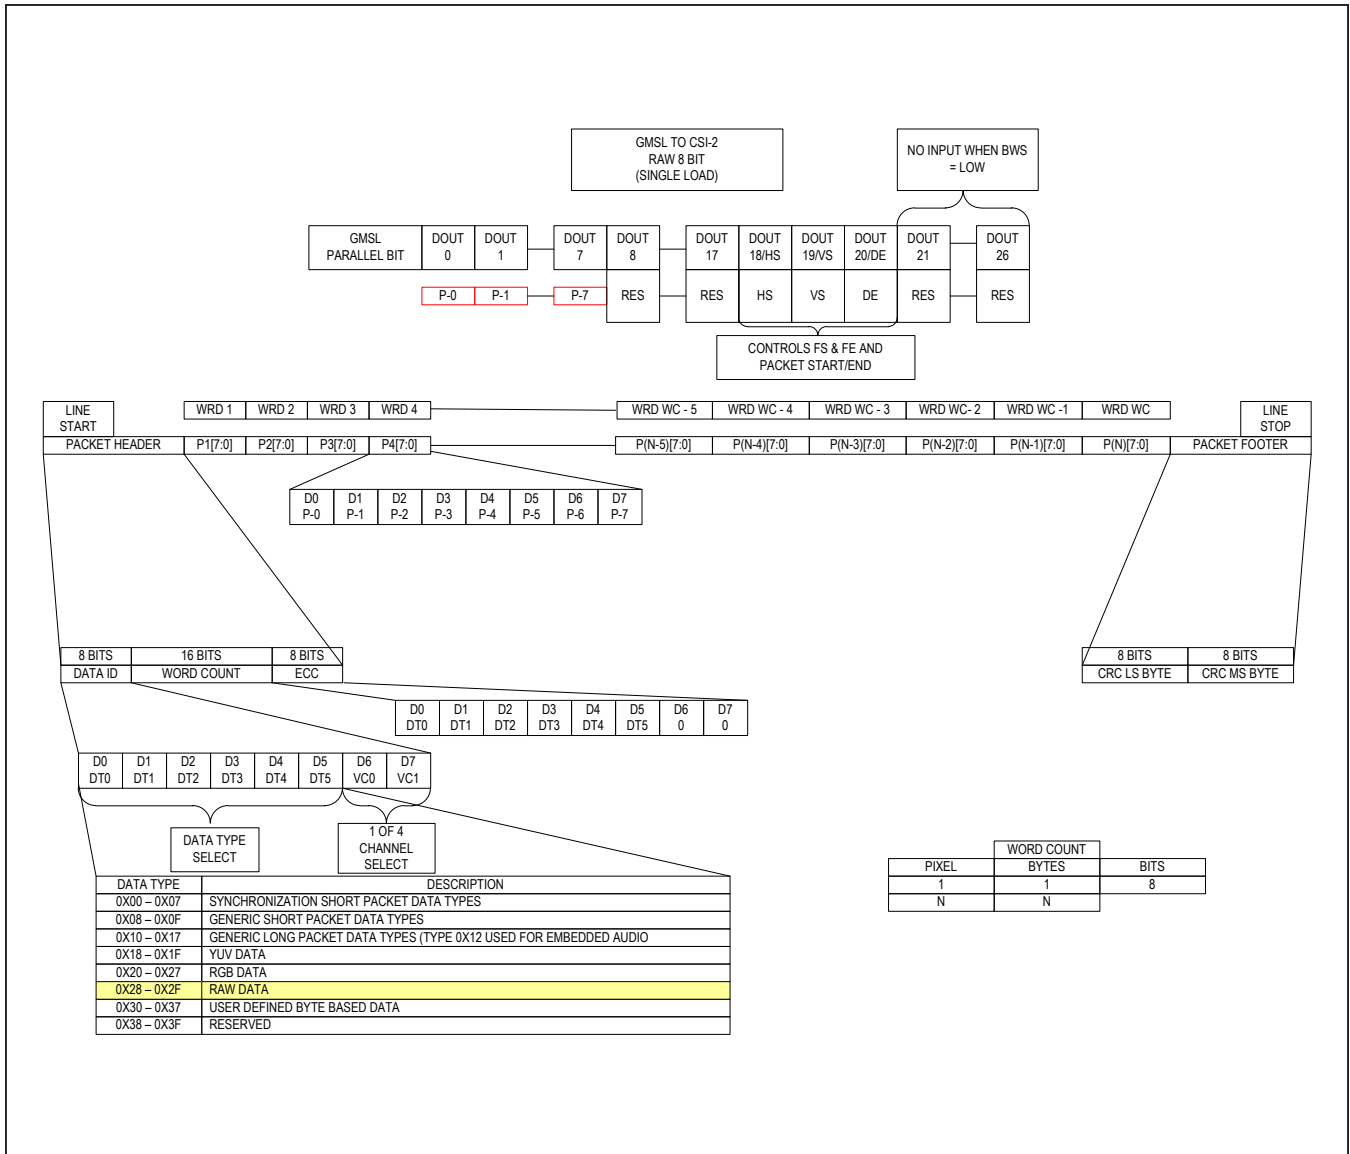 GMSL TO CSI-2
RAW 8 BIT
(SINGLE LOAD)
NO INPUT WHEN BWS
= LOW
GMSL
PARALLEL BIT
DOUT
0
DOUT
1
DOUT
7
DOUT
8
DOUT
17
DOUT
18/HS
DOUT
19/VS
DOUT
20/DE
DOUT
21
DOUT
26
P-0 P-1 P-7 RES RES HS VS DE RES RES
CONTROLS FS & FE AND
PACKET START/END
LINE
START
WRD 1 WRD 2 WRD 3 WRD 4 WRD WC - 5 WRD WC - 4 WRD WC - 3 WRD WC- 2 WRD WC -1 WRD WC
LINE
STOP
PACKET HEADER P1[7:0] P2[7:0] P3[7:0] P4[7:0] P(N-5)[7:0] P(N-4)[7:0] P(N-3)[7:0] P(N-2)[7:0] P(N-1)[7:0] P(N)[7:0] PACKET FOOTER
D0 D1 D2 D3 D4 D5 D6 D7
P-0 P-1 P-2 P-3 P-4 P-5 P-6 P-7
8 BITS 16 BITS 8 BITS
DATA ID WORD COUNT ECC
8 BITS 8 BITS
CRC LS BYTE CRC MS BYTE
D0 D1 D2 D3 D4 D5 D6 D7
DT0 DT1 DT2 DT3 DT4 DT5 0 0
D0 D1 D2 D3 D4 D5 D6 D7
DT0 DT1 DT2 DT3 DT4 DT5 VC0 VC1
DATA TYPE
SELECT
1 OF 4
CHANNEL
SELECT
WORD COUNT
PIXEL BYTES BITS
1 1 8
N N
DATA TYPE DESCRIPTION
0X00 – 0X07 SYNCHRONIZATION SHORT PACKET DATA TYPES
0X08 – 0X0F GENERIC SHORT PACKET DATA TYPES
0X10 – 0X17 GENERIC LONG PACKET DATA TYPES (TYPE 0X12 USED FOR EMBEDDED AUDIO
0X18 – 0X1F YUV DATA
0X20 – 0X27 RGB DATA
0X28 – 0X2F RAW DATA
0X30 – 0X37 USER DEFINED BYTE BASED DATA
0X38 – 0X3F RESERVED